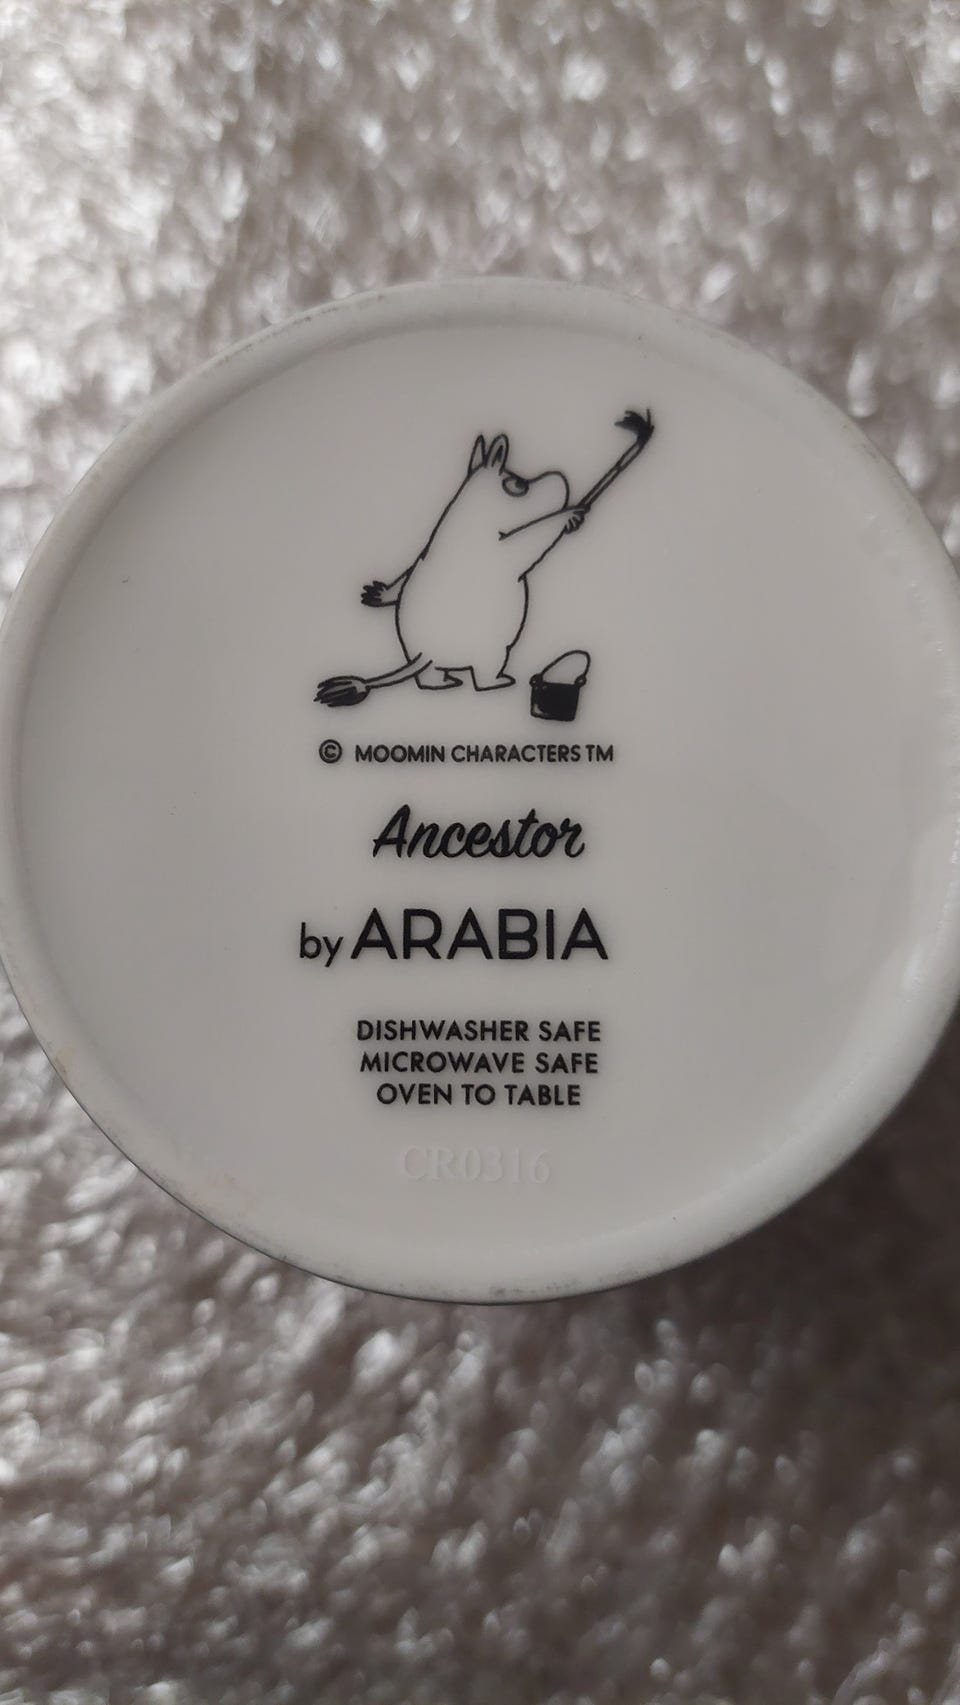 © MOOMIN CHARACTERS TM
Ancestor
by ARABIA
DISHWASHER SAFE
MICROWAVE SAFE
OVEN TO TABLE
CR0316